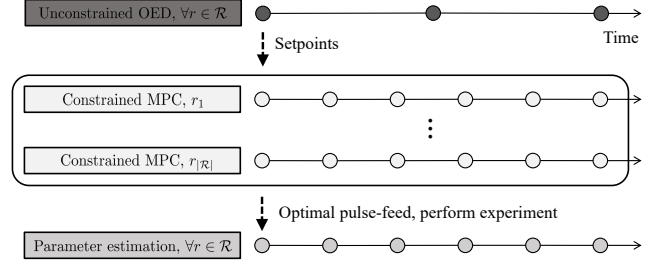 Unconstrained OED, ∀r ∈ ℛ
Time
Setpoints
Constrained MPC, r₁
⋮
Constrained MPC, r|ℛ|
Optimal pulse-feed, perform experiment
Parameter estimation, ∀r ∈ ℛ